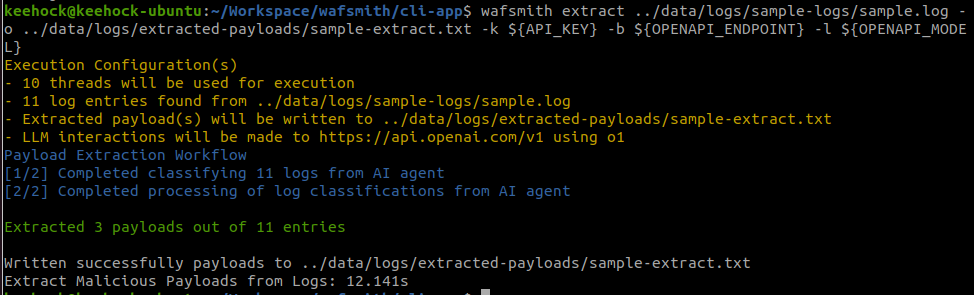 keehock@keehock-ubuntu:~/Workspace/wafsmith/cli-app$ wafsmith extract ../data/logs/sample-logs/sample.log -
o ../data/logs/extracted-payloads/sample-extract.txt -k ${API_KEY} -b ${OPENAPI_ENDPOINT} -l ${OPENAPI_MODE
L}
Execution Configuration(s)
- 10 threads will be used for execution
- 11 log entries found from ../data/logs/sample-logs/sample.log
- Extracted payload(s) will be written to ../data/logs/extracted-payloads/sample-extract.txt
- LLM interactions will be made to https://api.openai.com/v1 using o1
Payload Extraction Workflow
[1/2] Completed classifying 11 logs from AI agent
[2/2] Completed processing of log classifications from AI agent
Extracted 3 payloads out of 11 entries
Written successfully payloads to ../data/logs/extracted-payloads/sample-extract.txt
Extract Malicious Payloads from Logs: 12.141s